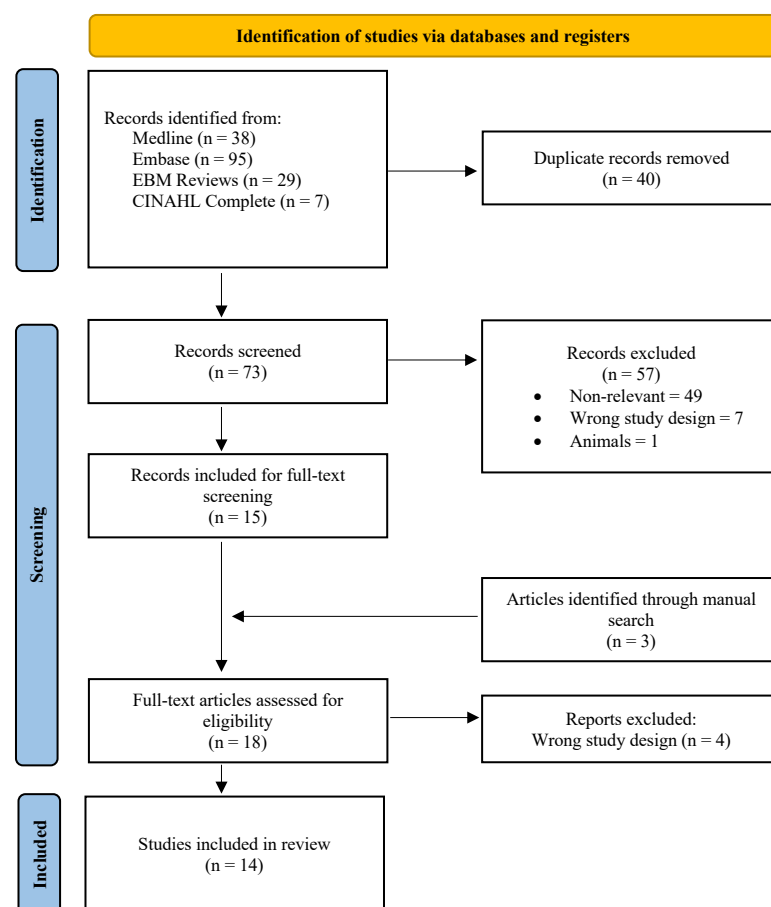 Identification of studies via databases and registers
Identification
Records identified from:
Medline (n = 38)
Embase (n = 95)
EBM Reviews (n = 29)
CINAHL Complete (n = 7)
Duplicate records removed
(n = 40)
Screening
Records screened
(n = 73)
Records excluded
(n = 57)
• Non-relevant = 49
• Wrong study design = 7
• Animals = 1
Records included for full-text
screening
(n = 15)
Articles identified through manual
search
(n = 3)
Full-text articles assessed for
eligibility
(n = 18)
Reports excluded:
Wrong study design (n = 4)
Included
Studies included in review
(n = 14)